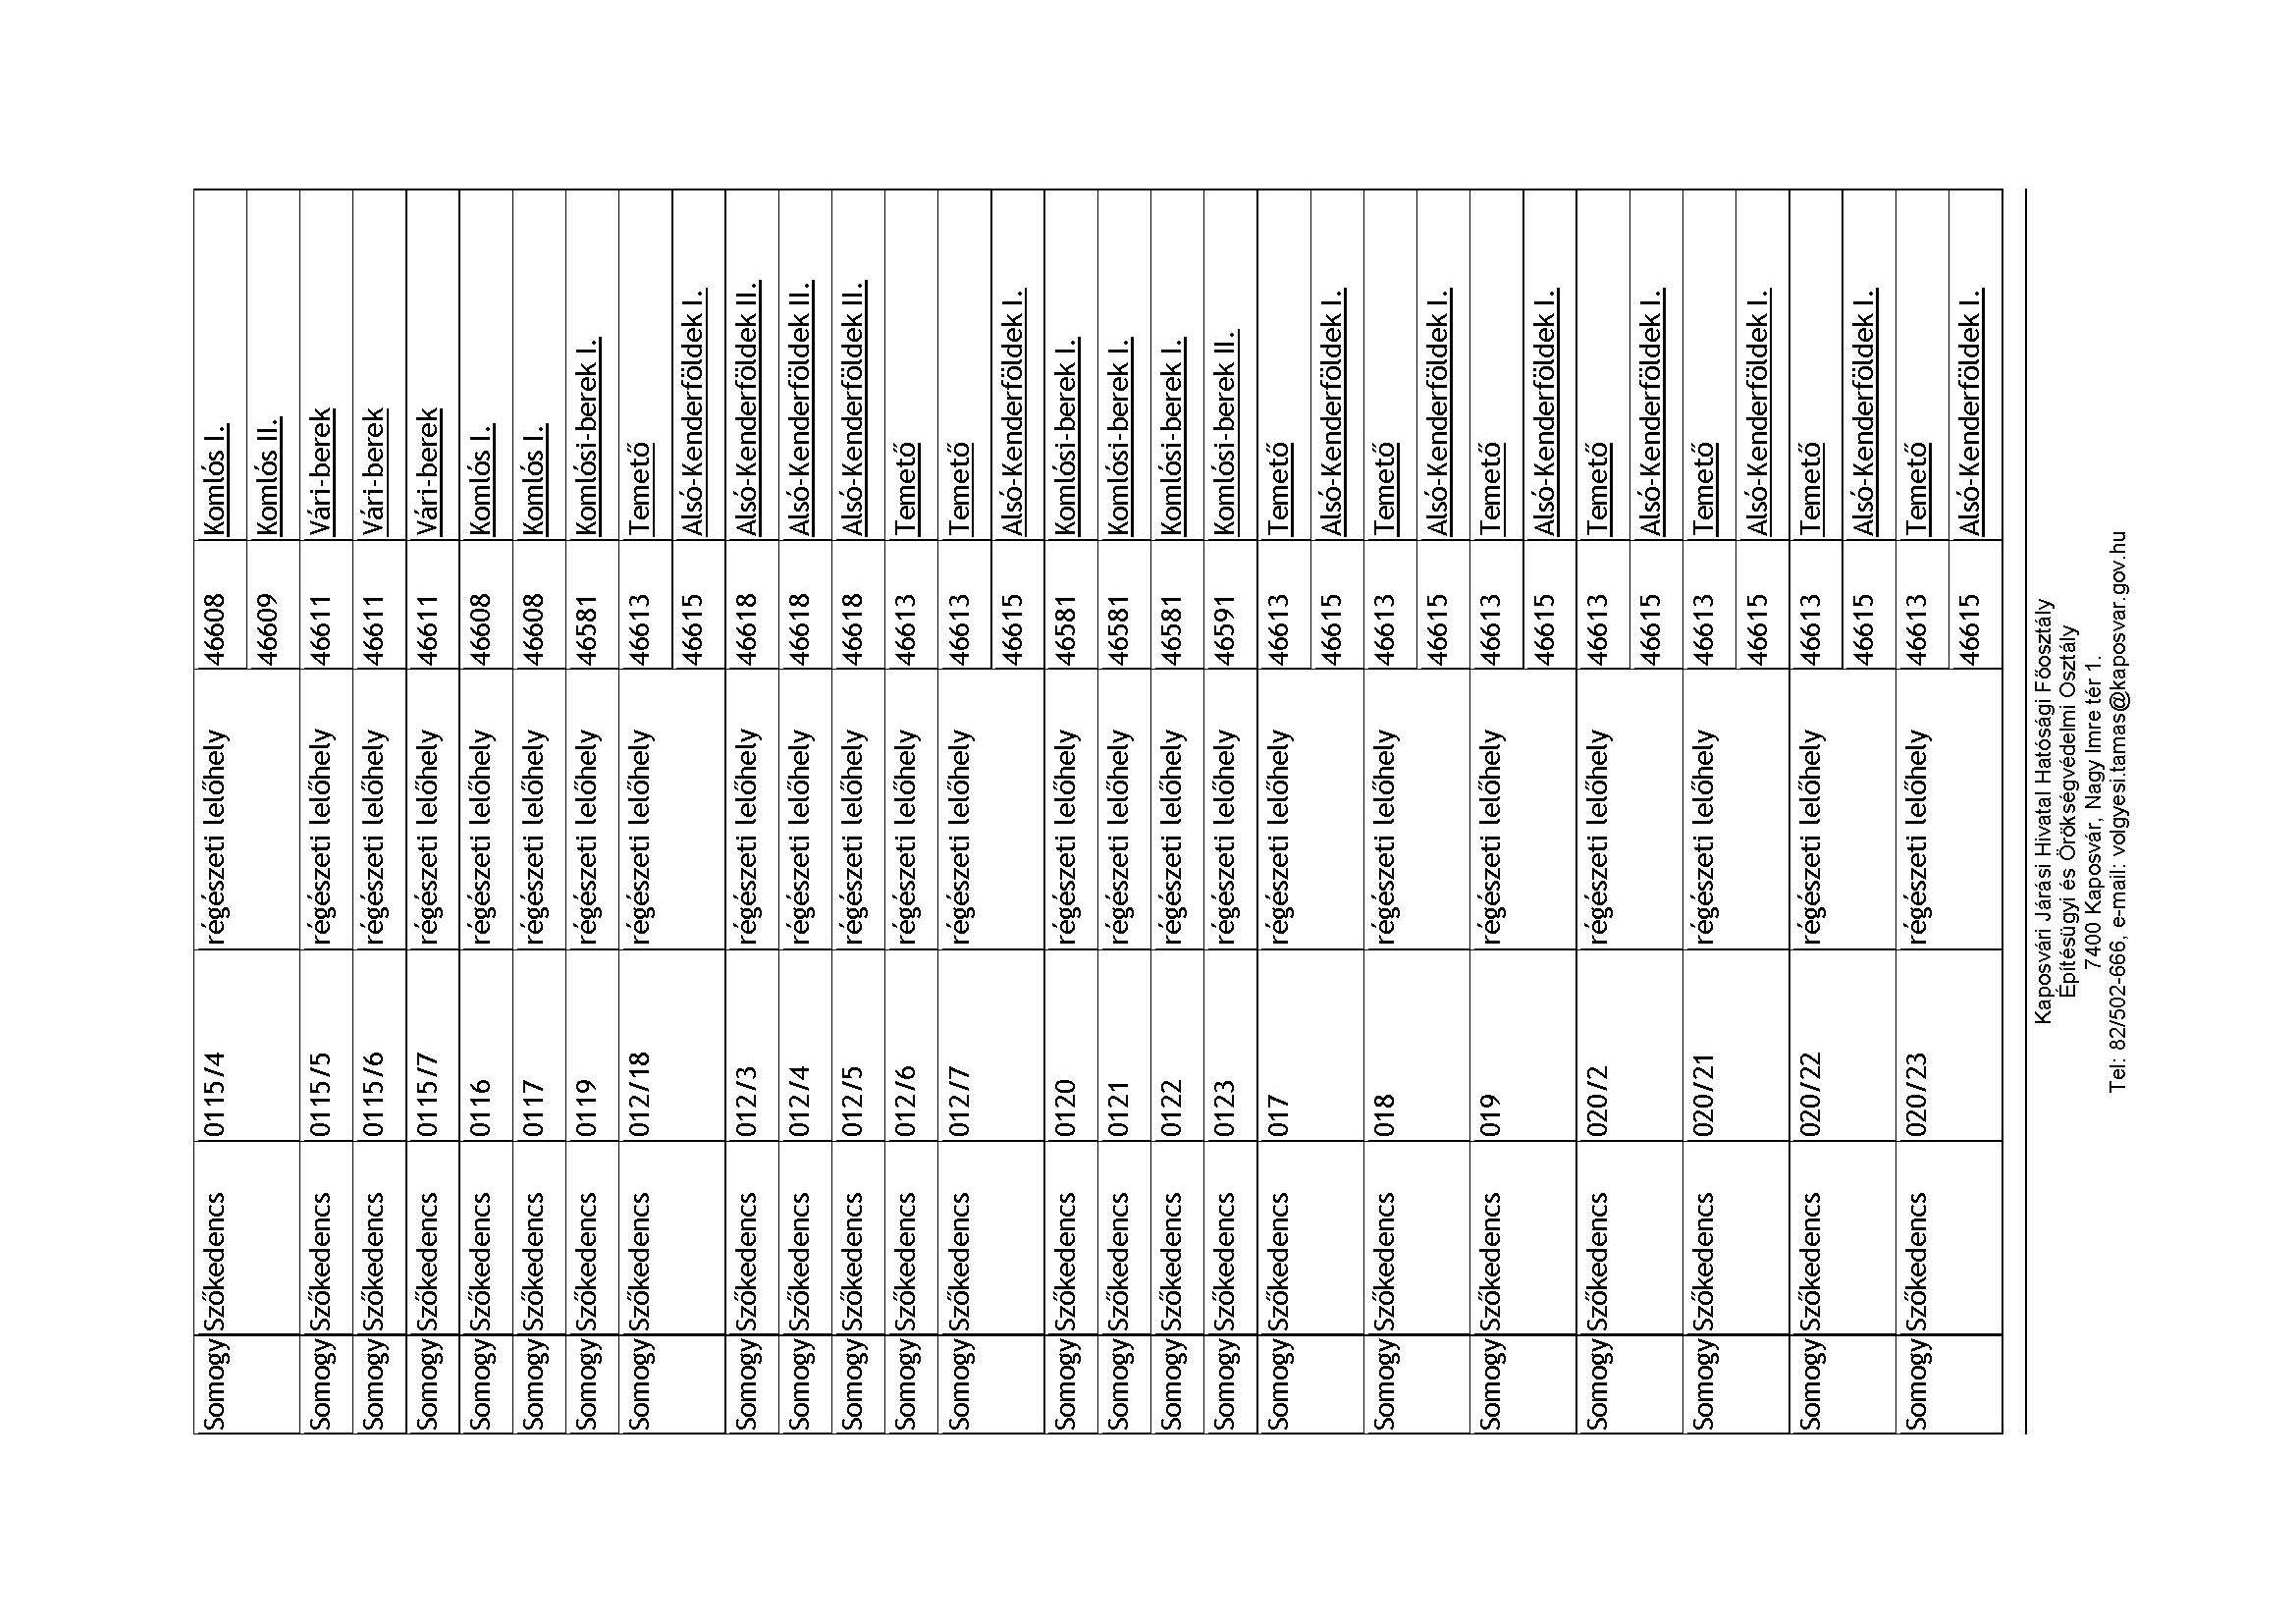 Somogy Szőkedencs 0115/4 régészeti lelőhely 46608 Komlós I.
46609 Komlós II.
Somogy Szőkedencs 0115/5 régészeti lelőhely 46611 Vári-berek
Somogy Szőkedencs 0115/6 régészeti lelőhely 46611 Vári-berek
Somogy Szőkedencs 0115/7 régészeti lelőhely 46611 Vári-berek
Somogy Szőkedencs 0116 régészeti lelőhely 46608 Komlós I.
Somogy Szőkedencs 0117 régészeti lelőhely 46608 Komlós I.
Somogy Szőkedencs 0119 régészeti lelőhely 46581 Komlósi-berek I.
Somogy Szőkedencs 012/18 régészeti lelőhely 46613 Temető
46615 Alsó-Kenderföldek I.
Somogy Szőkedencs 012/3 régészeti lelőhely 46618 Alsó-Kenderföldek II.
Somogy Szőkedencs 012/4 régészeti lelőhely 46618 Alsó-Kenderföldek II.
Somogy Szőkedencs 012/5 régészeti lelőhely 46618 Alsó-Kenderföldek II.
Somogy Szőkedencs 012/6 régészeti lelőhely 46613 Temető
Somogy Szőkedencs 012/7 régészeti lelőhely 46613 Temető
46615 Alsó-Kenderföldek I.
Somogy Szőkedencs 0120 régészeti lelőhely 46581 Komlósi-berek I.
Somogy Szőkedencs 0121 régészeti lelőhely 46581 Komlósi-berek I.
Somogy Szőkedencs 0122 régészeti lelőhely 46581 Komlósi-berek I.
Somogy Szőkedencs 0123 régészeti lelőhely 46591 Komlósi-berek II.
Somogy Szőkedencs 017 régészeti lelőhely 46613 Temető
46615 Alsó-Kenderföldek I.
Somogy Szőkedencs 018 régészeti lelőhely 46613 Temető
46615 Alsó-Kenderföldek I.
Somogy Szőkedencs 019 régészeti lelőhely 46613 Temető
46615 Alsó-Kenderföldek I.
Somogy Szőkedencs 020/2 régészeti lelőhely 46613 Temető
46615 Alsó-Kenderföldek I.
Somogy Szőkedencs 020/21 régészeti lelőhely 46613 Temető
46615 Alsó-Kenderföldek I.
Somogy Szőkedencs 020/22 régészeti lelőhely 46613 Temető
46615 Alsó-Kenderföldek I.
Somogy Szőkedencs 020/23 régészeti lelőhely 46613 Temető
46615 Alsó-Kenderföldek I.
Kaposvári Járási Hivatal Hatósági Főosztály
Építésügyi és Örökségvédelmi Osztály
7400 Kaposvár, Nagy Imre tér 1.
Tel: 82/502-666, e-mail: volgyesi.tamas@kaposvar.gov.hu